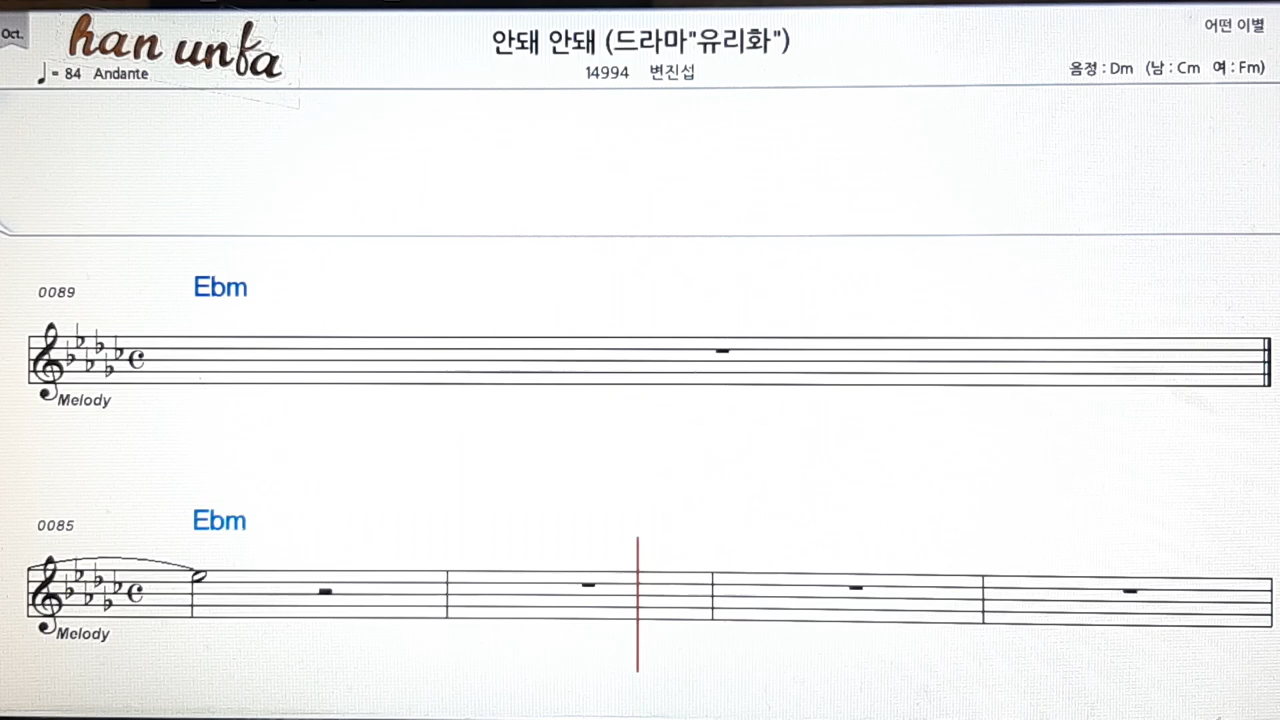 Oct.
han unfa
안돼 안돼 (드라마"유리화")
어떤 이별
♩= 84 Andante
14994 변진섭
음정 : Dm (남 : Cm 여 : Fm)
0089
Ebm
Melody
0085
Ebm
Melody